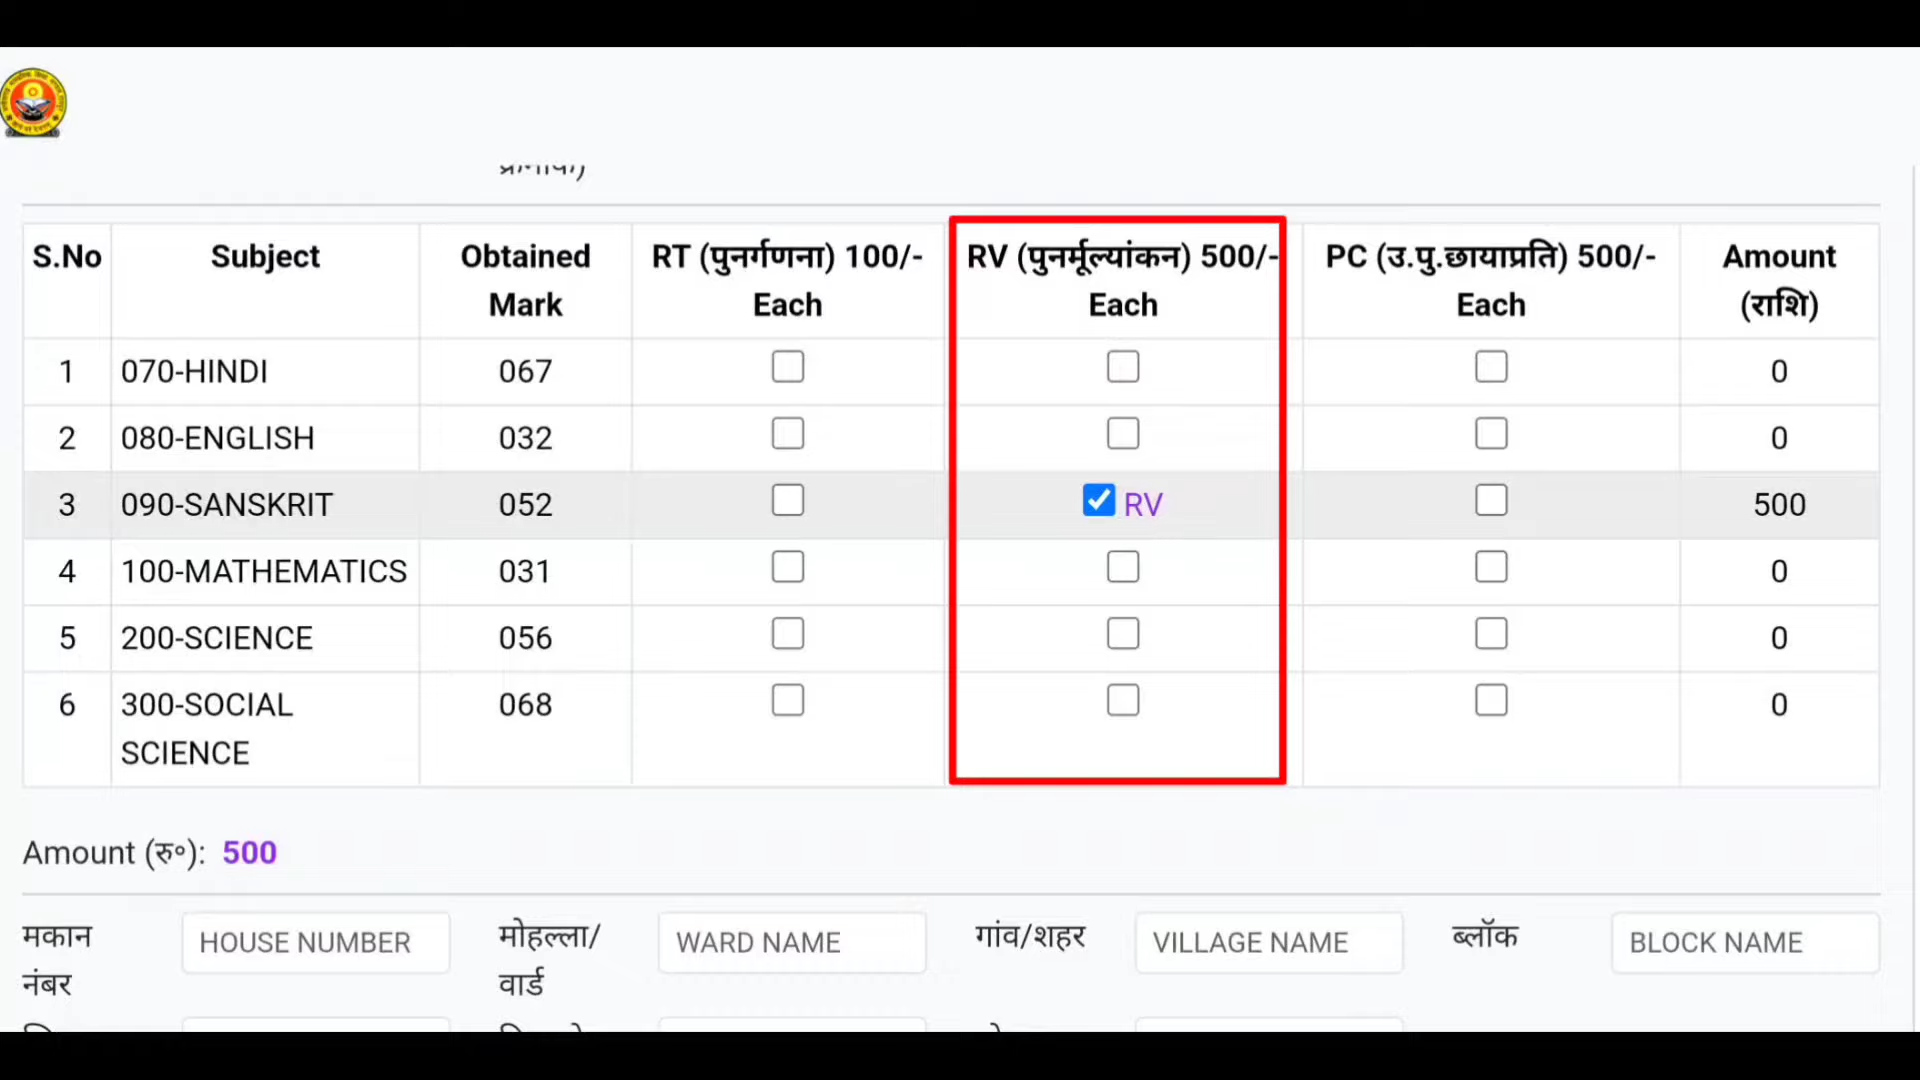 S.No Subject Obtained Mark RT (पुनर्गणना) 100/- Each RV (पुनर्मूल्यांकन) 500/- Each PC (उ.पु.छायाप्रति) 500/- Each Amount (राशि)
1 070-HINDI 067 0
2 080-ENGLISH 032 0
3 090-SANSKRIT 052 RV 500
4 100-MATHEMATICS 031 0
5 200-SCIENCE 056 0
6 300-SOCIAL SCIENCE 068 0
Amount (रु॰): 500
मकान नंबर HOUSE NUMBER मोहल्ला/ वार्ड WARD NAME गांव/शहर VILLAGE NAME ब्लॉक BLOCK NAME